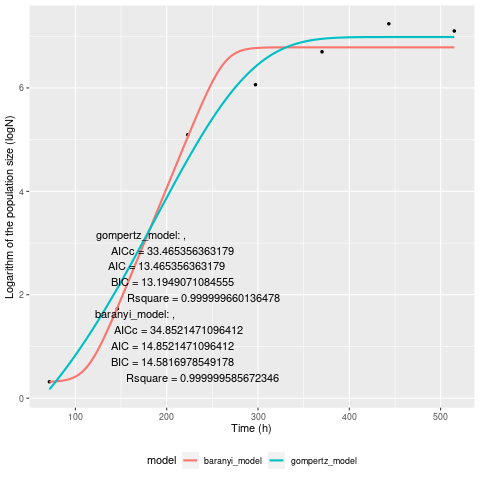 Logarithm of the population size (logN)
6
4
2
0
gompertz_model: ,
AICc = 33.465356363179
AIC = 13.465356363179
BIC = 13.1949071084555
Rsquare = 0.999999660136478
baranyi_model: ,
AICc = 34.8521471096412
AIC = 14.8521471096412
BIC = 14.5816978549178
Rsquare = 0.999999585672346
100 200 300 400 500
Time (h)
model baranyi_model gompertz_model